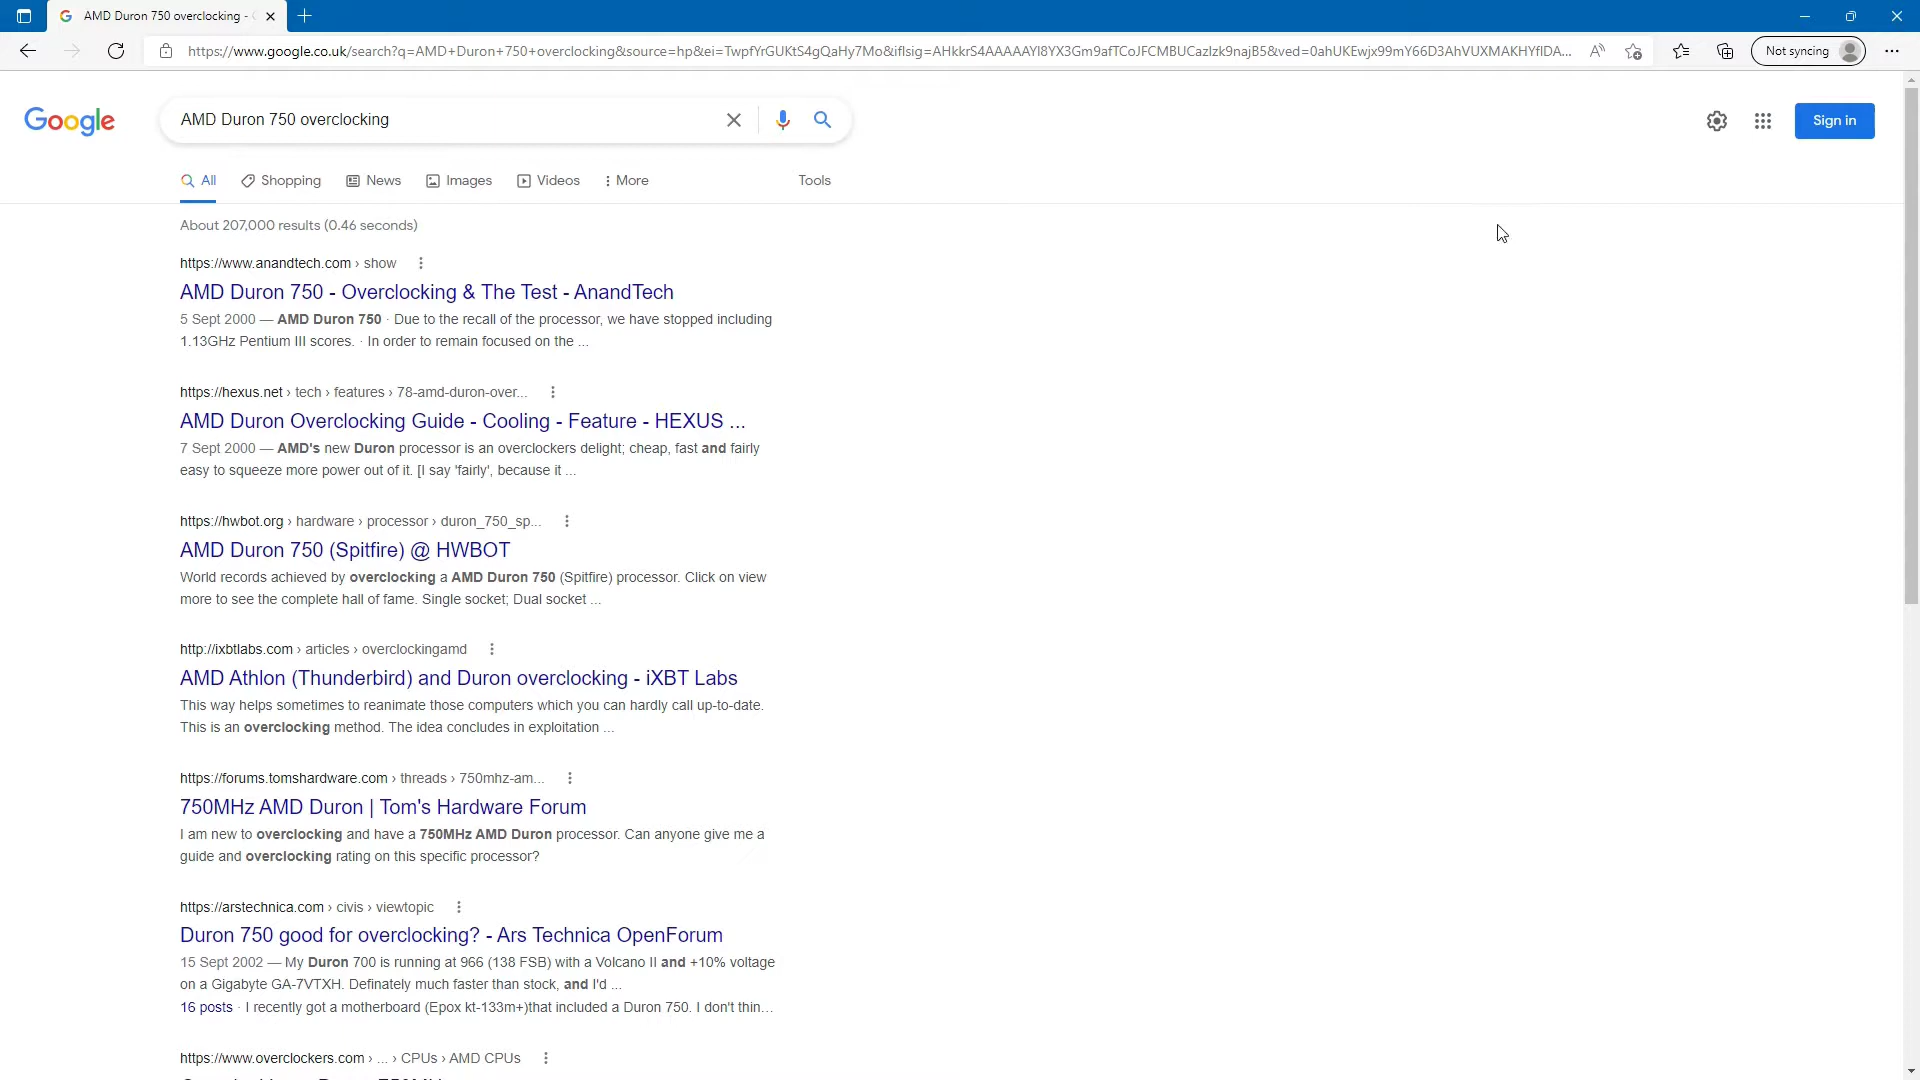 AMD Duron 750 overclocking -
https://www.google.co.uk/search?q=AMD+Duron+750+overclocking&source=hp&ei=TwpfYrGUKtS4gQaHy7Mo&iflsig=AHkkrS4AAAAAYl8YX3Gm9afTCoJFCMBUCazIzk9najB5&ved=0ahUKEwjx99mY66D3AhVUXMAKHYflDA...
Not syncing
Google
AMD Duron 750 overclocking
Sign in
All
Shopping
News
Images
Videos
More
Tools
About 207,000 results (0.46 seconds)
https://www.anandtech.com › show
AMD Duron 750 - Overclocking & The Test - AnandTech
5 Sept 2000 — AMD Duron 750 · Due to the recall of the processor, we have stopped including
1.13GHz Pentium III scores. · In order to remain focused on the ...
https://hexus.net › tech › features › 78-amd-duron-over...
AMD Duron Overclocking Guide - Cooling - Feature - HEXUS ...
7 Sept 2000 — AMD's new Duron processor is an overclockers delight; cheap, fast and fairly
easy to squeeze more power out of it. [I say 'fairly', because it ...
https://hwbot.org › hardware › processor › duron_750_sp...
AMD Duron 750 (Spitfire) @ HWBOT
World records achieved by overclocking a AMD Duron 750 (Spitfire) processor. Click on view
more to see the complete hall of fame. Single socket; Dual socket ...
http://ixbtlabs.com › articles › overclockingamd
AMD Athlon (Thunderbird) and Duron overclocking - iXBT Labs
This way helps sometimes to reanimate those computers which you can hardly call up-to-date.
This is an overclocking method. The idea concludes in exploitation ...
https://forums.tomshardware.com › threads › 750mhz-am...
750MHz AMD Duron | Tom's Hardware Forum
I am new to overclocking and have a 750MHz AMD Duron processor. Can anyone give me a
guide and overclocking rating on this specific processor?
https://arstechnica.com › civis › viewtopic
Duron 750 good for overclocking? - Ars Technica OpenForum
15 Sept 2002 — My Duron 700 is running at 966 (138 FSB) with a Volcano II and +10% voltage
on a Gigabyte GA-7VTXH. Definately much faster than stock, and I'd ...
16 posts · I recently got a motherboard (Epox kt-133m+)that included a Duron 750. I don't thin...
https://www.overclockers.com › ... › CPUs › AMD CPUs